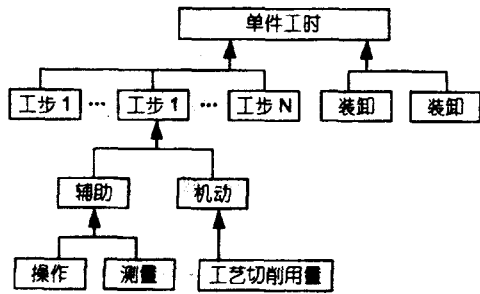 单件工时
工步 1 … 工步 1 … 工步 N 装卸 装卸
辅助 机动
操作 测量 工艺切削用量